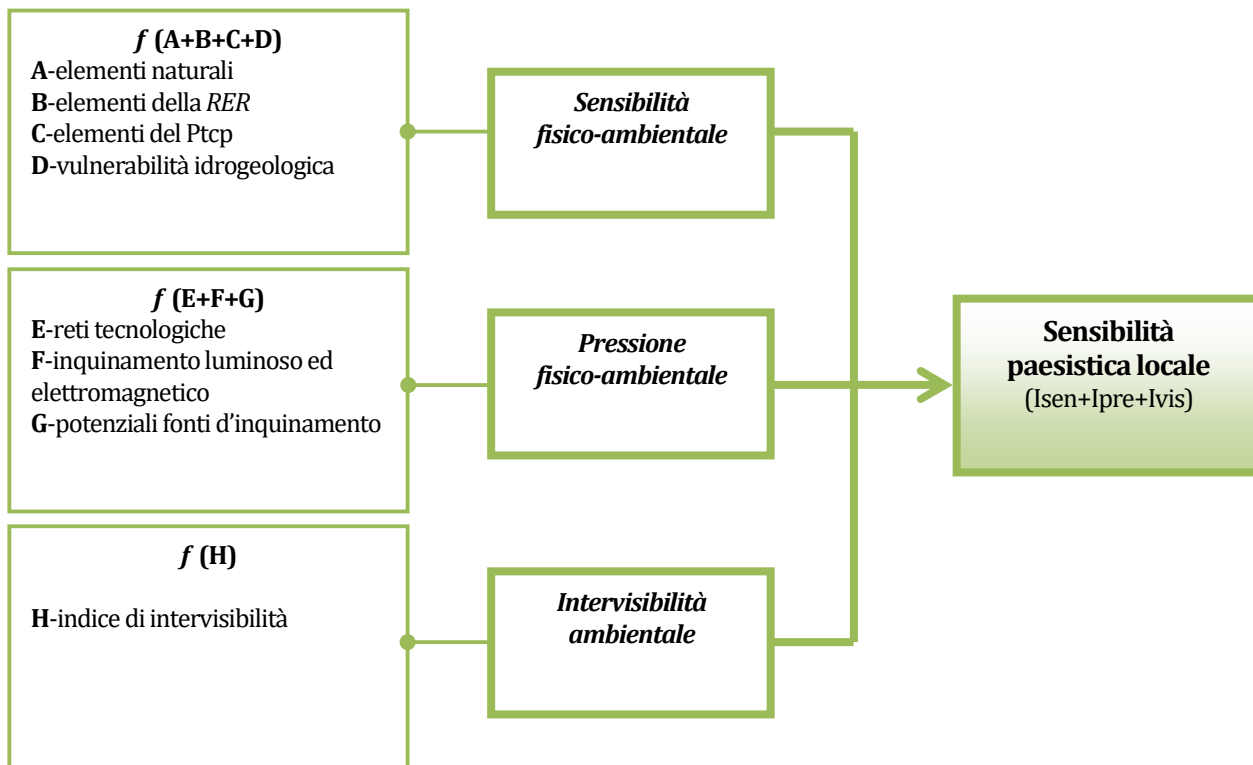 f (A+B+C+D)
A-elementi naturali
B-elementi della RER
C-elementi del Ptcp
D-vulnerabilità idrogeologica
Sensibilità
fisico-ambientale
f (E+F+G)
E-reti tecnologiche
F-inquinamento luminoso ed
elettromagnetico
G-potenziali fonti d'inquinamento
Pressione
fisico-ambientale
f (H)
H-indice di intervisibilità
Intervisibilità
ambientale
Sensibilità
paesistica locale
(Isen+Ipre+Ivis)